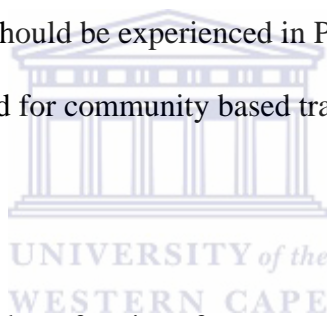 hould be experienced in P
d for community based tra
UNIVERSITY of the
WESTERN CAPE